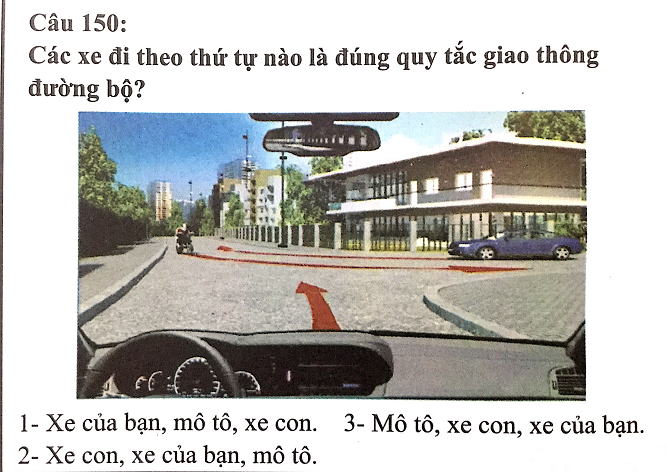 Câu 150:
Các xe đi theo thứ tự nào là đúng quy tắc giao thông
đường bộ?
1- Xe của bạn, mô tô, xe con. 3- Mô tô, xe con, xe của bạn.
2- Xe con, xe của bạn, mô tô.